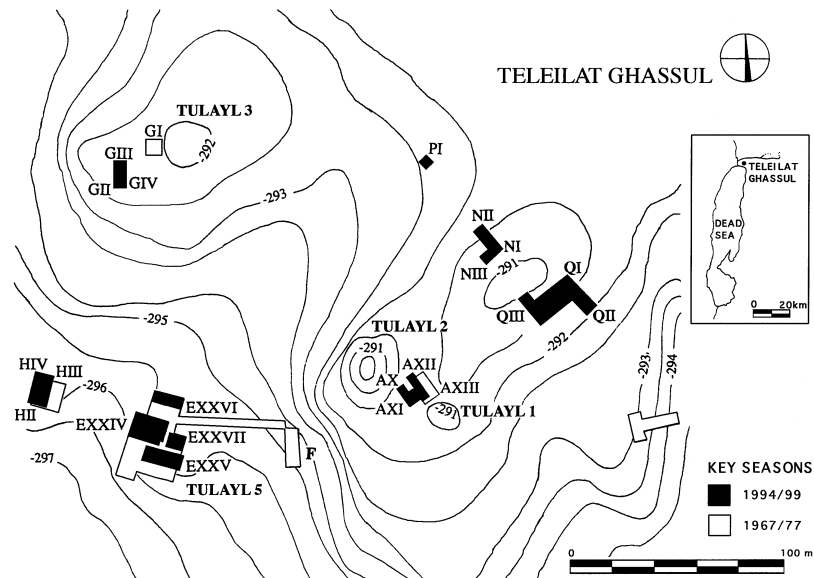 TELEILAT GHASSUL
TULAYL 3
GI
-292
GIII
GII
GIV
PI
-293
TELEILAT
GHASSUL
DEAD
SEA
0 20km
NII
NI
NIII
-291
QI
QIII
QII
-295
TULAYL 2
-291
-292
-293
-294
AXII
AX
AXIII
AXI
-291
TULAYL 1
HIV
HIII
-296
HII
EXXVI
EXXIV
EXXVII
F
EXXV
-297
TULAYL 5
KEY SEASONS
1994/99
1967/77
0 100 m